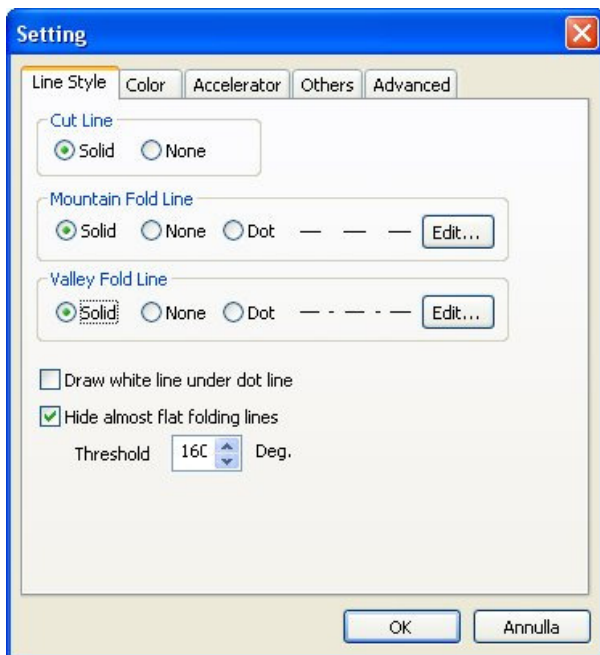 Setting
Line Style Color Accelerator Others Advanced
Cut Line
Solid None
Mountain Fold Line
Solid None Dot Edit...
Valley Fold Line
Solid None Dot Edit...
Draw white line under dot line
Hide almost flat folding lines
Threshold Deg.
OK Annulla